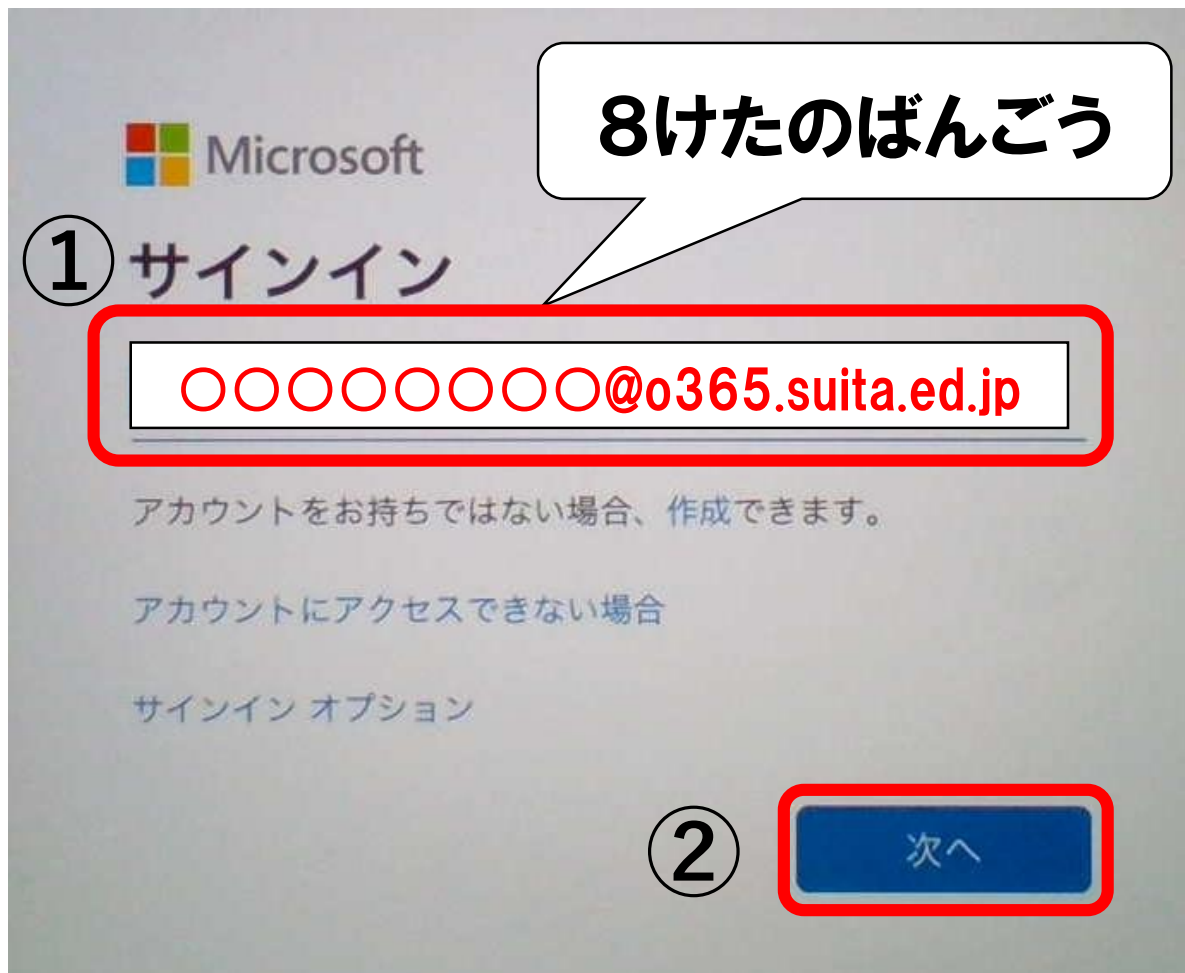 8けたのばんごう
Microsoft
① サインイン
○○○○○○○○@o365.suita.ed.jp
アカウントをお持ちではない場合、作成できます。
アカウントにアクセスできない場合
サインイン オプション
② 次へ